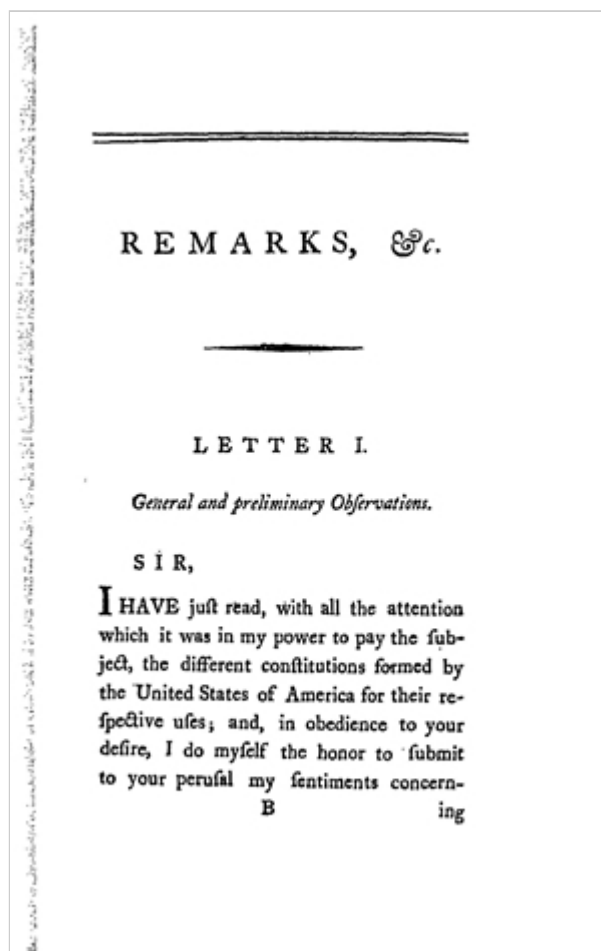 REMARKS, &c.
LETTER I.
General and preliminary Obſervations.
SIR,
I HAVE juſt read, with all the attention
which it was in my power to pay the ſub-
ject, the different conſtitutions formed by
the United States of America for their re-
ſpective uſes; and, in obedience to your
deſire, I do myſelf the honor to ſubmit
to your peruſal my ſentiments concern-
B ing